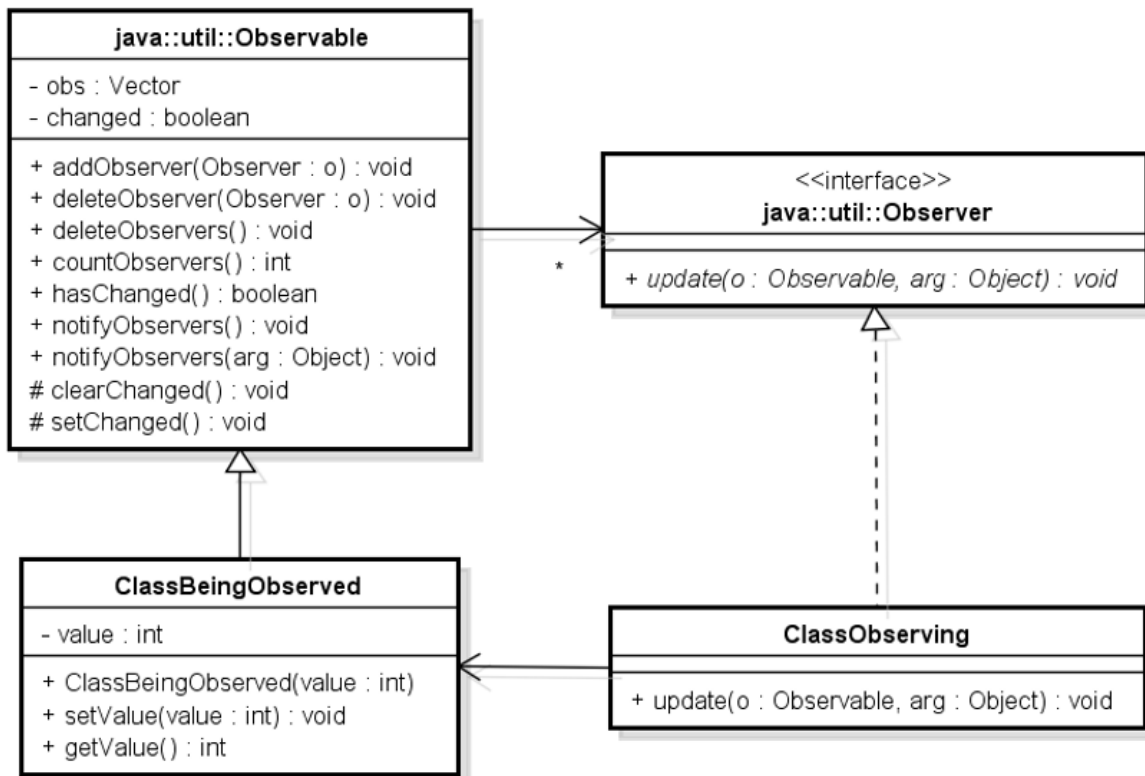 java::util::Observable
- obs : Vector
- changed : boolean
+ addObserver(Observer : o) : void
+ deleteObserver(Observer : o) : void
+ deleteObservers() : void
+ countObservers() : int
+ hasChanged() : boolean
+ notifyObservers() : void
+ notifyObservers(arg : Object) : void
# clearChanged() : void
# setChanged() : void
*
<<interface>>
java::util::Observer
+ update(o : Observable, arg : Object) : void
ClassBeingObserved
- value : int
+ ClassBeingObserved(value : int)
+ setValue(value : int) : void
+ getValue() : int
ClassObserving
+ update(o : Observable, arg : Object) : void